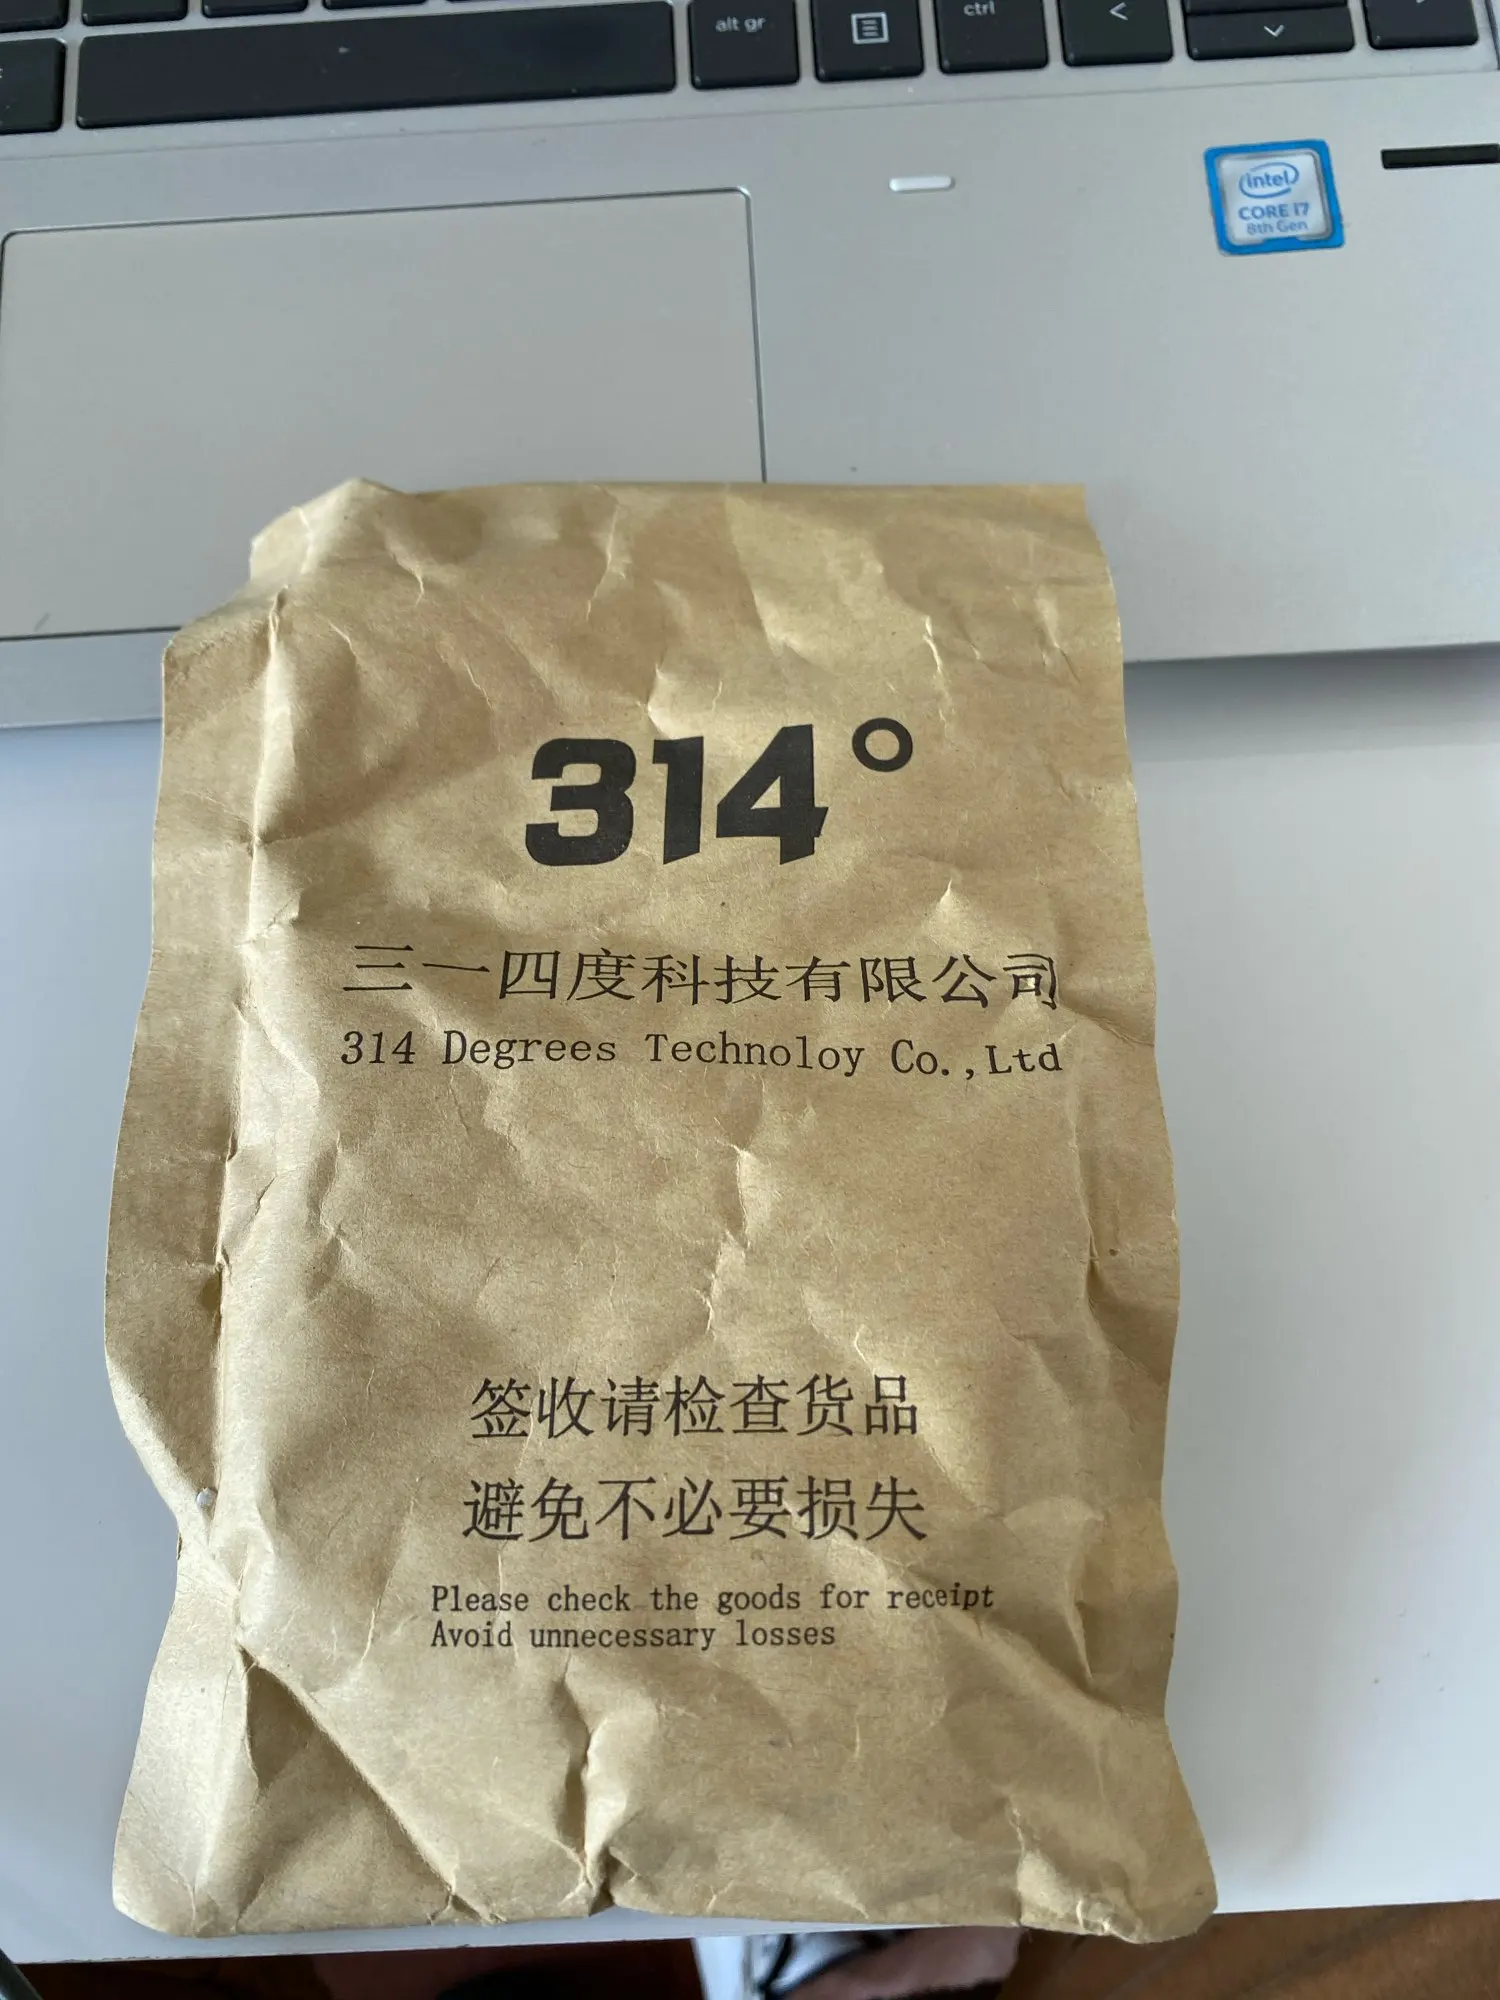 alt gr
ctrl
<
intel
CORE i7
8th Gen
314°
三一四度科技有限公司
314 Degrees Technoloy Co.,Ltd
签收请检查货品
避免不必要损失
Please check the goods for receipt
Avoid unnecessary losses